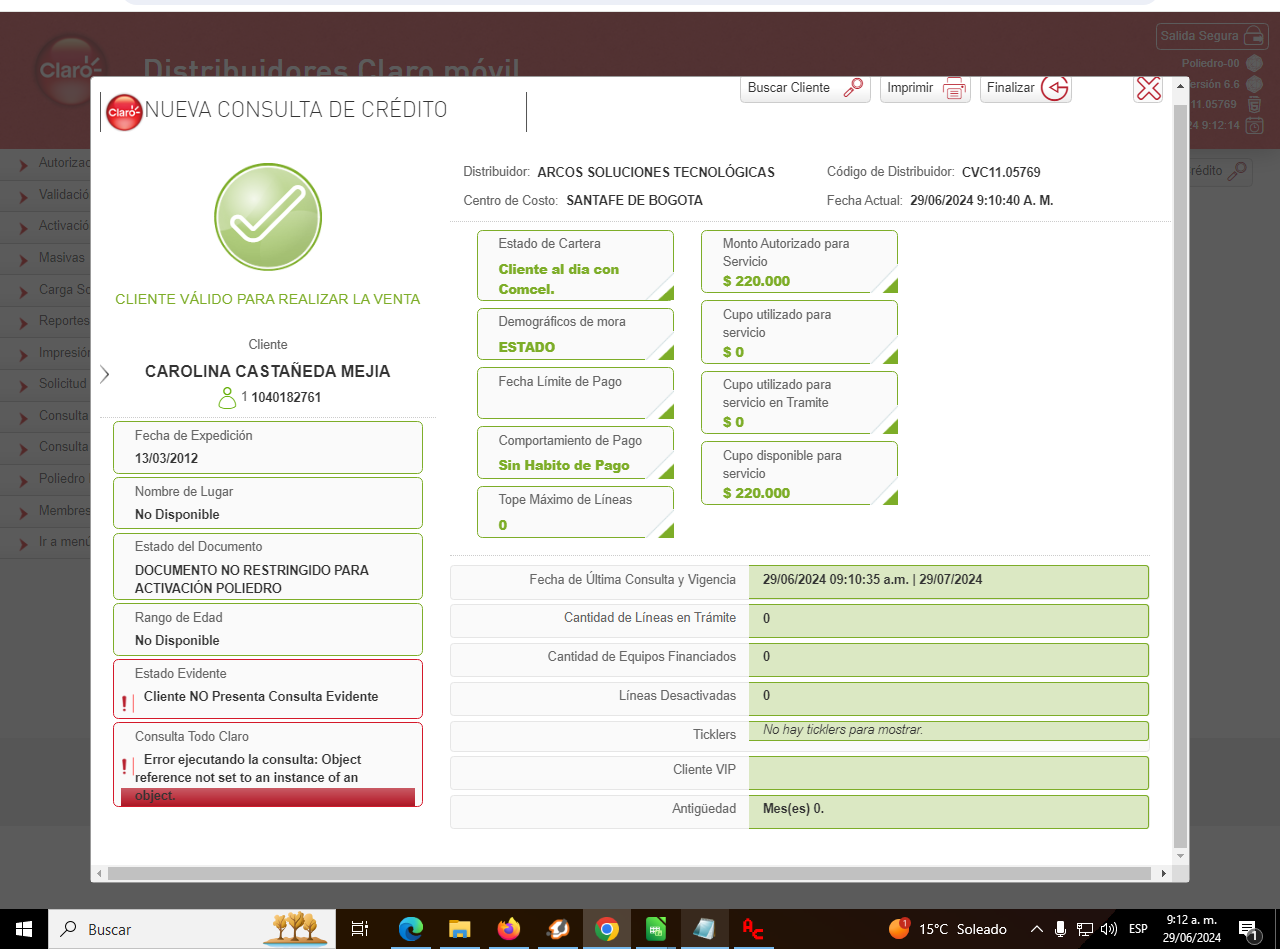 Salida Segura
Claro
Distribuidores Claro móvil
Poliedro-00
ersión 6.6
11.05769
24 9:12:14
Buscar Cliente
Imprimir
Finalizar
Claro
NUEVA CONSULTA DE CRÉDITO
Autorizac
Validació
Activació
Masivas
Carga So
Reportes
Impresión
Solicitud
Consulta
Consulta
Poliedro
Membres
Ir a menú
rédito
CLIENTE VÁLIDO PARA REALIZAR LA VENTA
Cliente
CAROLINA CASTAÑEDA MEJIA
1 1040182761
Fecha de Expedición
13/03/2012
Nombre de Lugar
No Disponible
Estado del Documento
DOCUMENTO NO RESTRINGIDO PARA
ACTIVACIÓN POLIEDRO
Rango de Edad
No Disponible
Estado Evidente
! Cliente NO Presenta Consulta Evidente
Consulta Todo Claro
! Error ejecutando la consulta: Object
reference not set to an instance of an
object.
Distribuidor: ARCOS SOLUCIONES TECNOLÓGICAS
Código de Distribuidor: CVC11.05769
Centro de Costo: SANTAFE DE BOGOTA
Fecha Actual: 29/06/2024 9:10:40 A. M.
Estado de Cartera
Cliente al dia con
Comcel.
Demográficos de mora
ESTADO
Fecha Límite de Pago
Comportamiento de Pago
Sin Habito de Pago
Tope Máximo de Líneas
0
Monto Autorizado para
Servicio
$ 220.000
Cupo utilizado para
servicio
$ 0
Cupo utilizado para
servicio en Tramite
$ 0
Cupo disponible para
servicio
$ 220.000
Fecha de Última Consulta y Vigencia 29/06/2024 09:10:35 a.m. | 29/07/2024
Cantidad de Líneas en Trámite 0
Cantidad de Equipos Financiados 0
Líneas Desactivadas 0
Ticklers No hay ticklers para mostrar.
Cliente VIP
Antigüedad Mes(es) 0.
Buscar
1
15°C Soleado
ESP
9:12 a. m.
29/06/2024
1